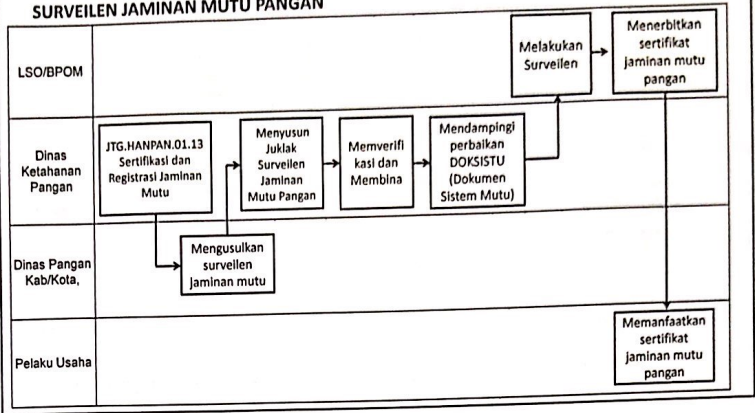 SURVEILEN JAMINAN MUTU PANGAN
LSO/BPOM
Melakukan
Surveilen
Menerbitkan
sertifikat
jaminan mutu
pangan
Dinas
Ketahanan
Pangan
JTG.HANPAN.01.13
Sertifikasi dan
Registrasi Jaminan
Mutu
Menyusun
Juklak
Surveilen
Jaminan
Mutu Pangan
Memverifi
kasi dan
Membina
Mendampingi
perbaikan
DOKSISTU
(Dokumen
Sistem Mutu)
Dinas Pangan
Kab/Kota,
Mengusulkan
surveilen
jaminan mutu
Pelaku Usaha
Memanfaatkan
sertifikat
jaminan mutu
pangan